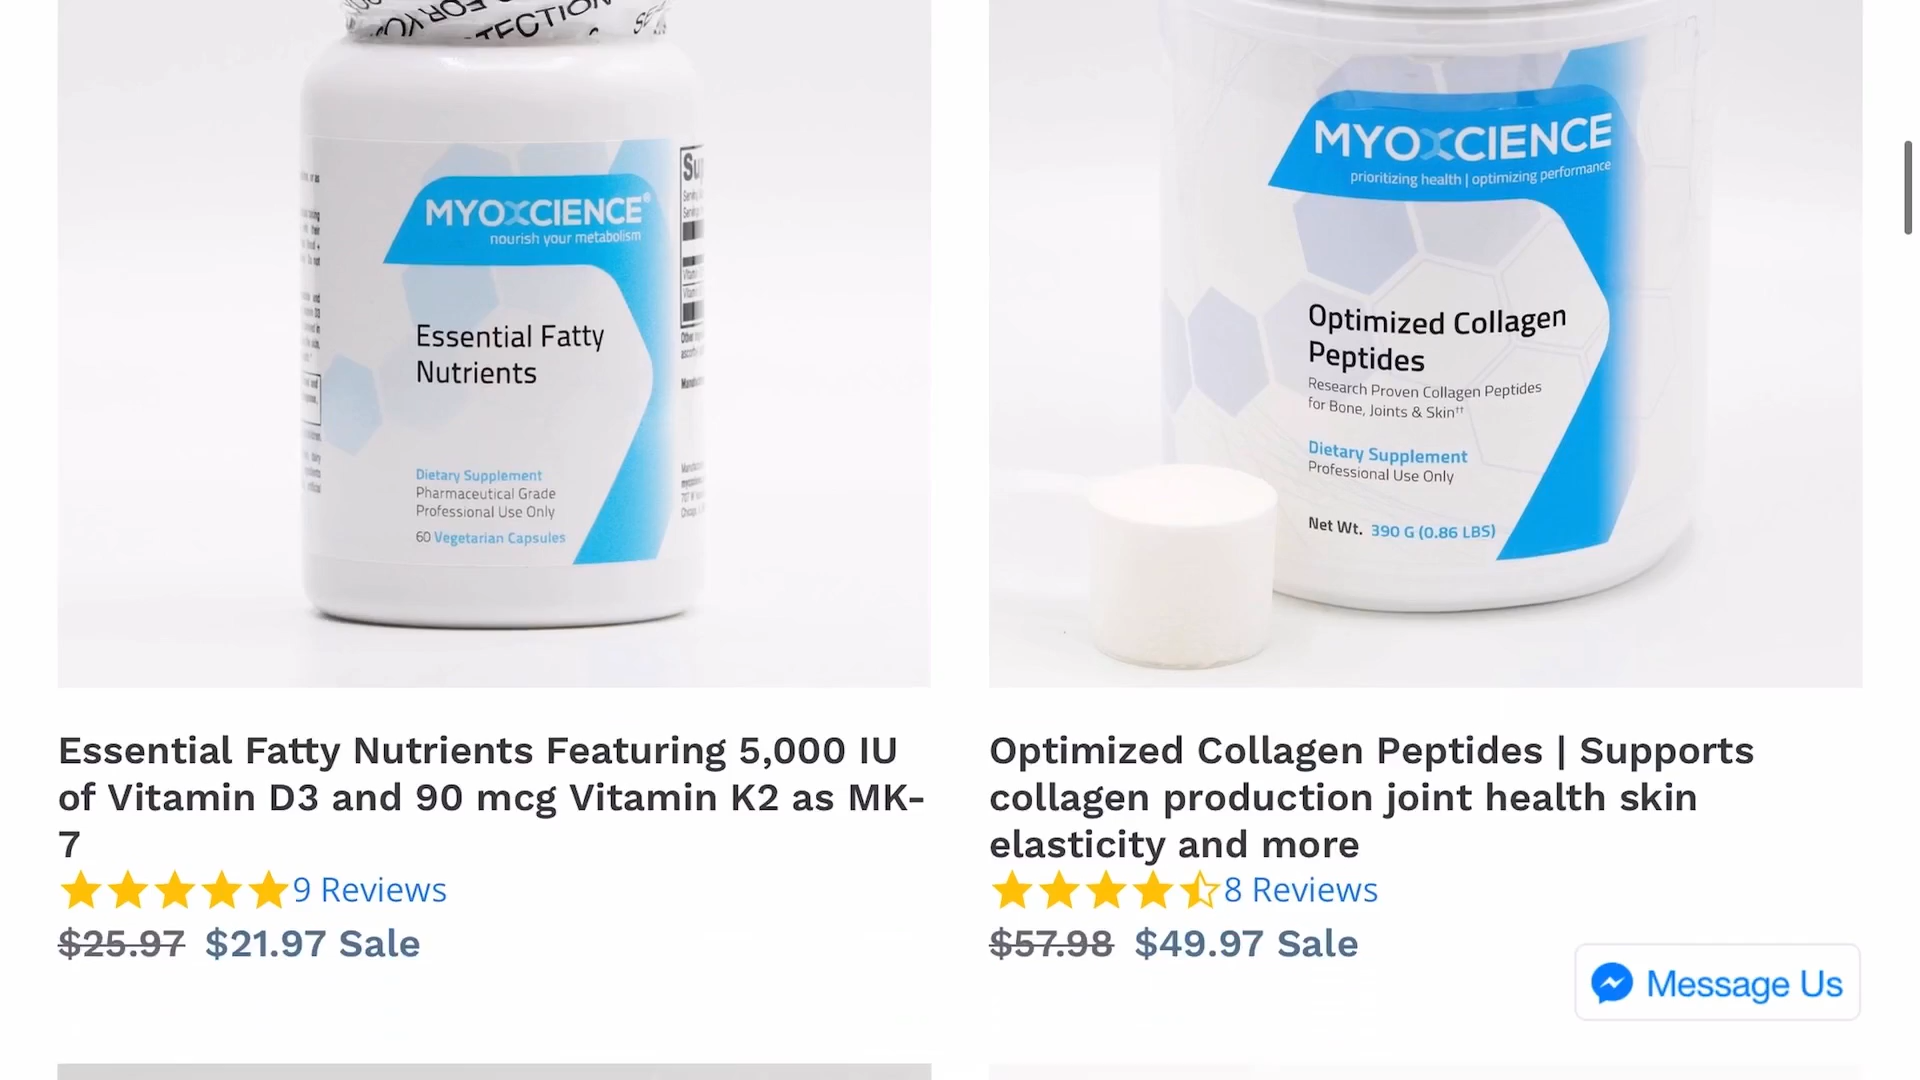 MYOXCIENCE®
nourish your metabolism
Essential Fatty
Nutrients
Dietary Supplement
Pharmaceutical Grade
Professional Use Only
60 Vegetarian Capsules
MYOXCIENCE
prioritizing health | optimizing performance
Optimized Collagen
Peptides
Research Proven Collagen Peptides
for Bone, Joints & Skin††
Dietary Supplement
Professional Use Only
Net Wt. 390 G (0.86 LBS)
Essential Fatty Nutrients Featuring 5,000 IU
of Vitamin D3 and 90 mcg Vitamin K2 as MK-
7
9 Reviews
$25.97 $21.97 Sale
Optimized Collagen Peptides | Supports
collagen production joint health skin
elasticity and more
8 Reviews
$57.98 $49.97 Sale
Message Us